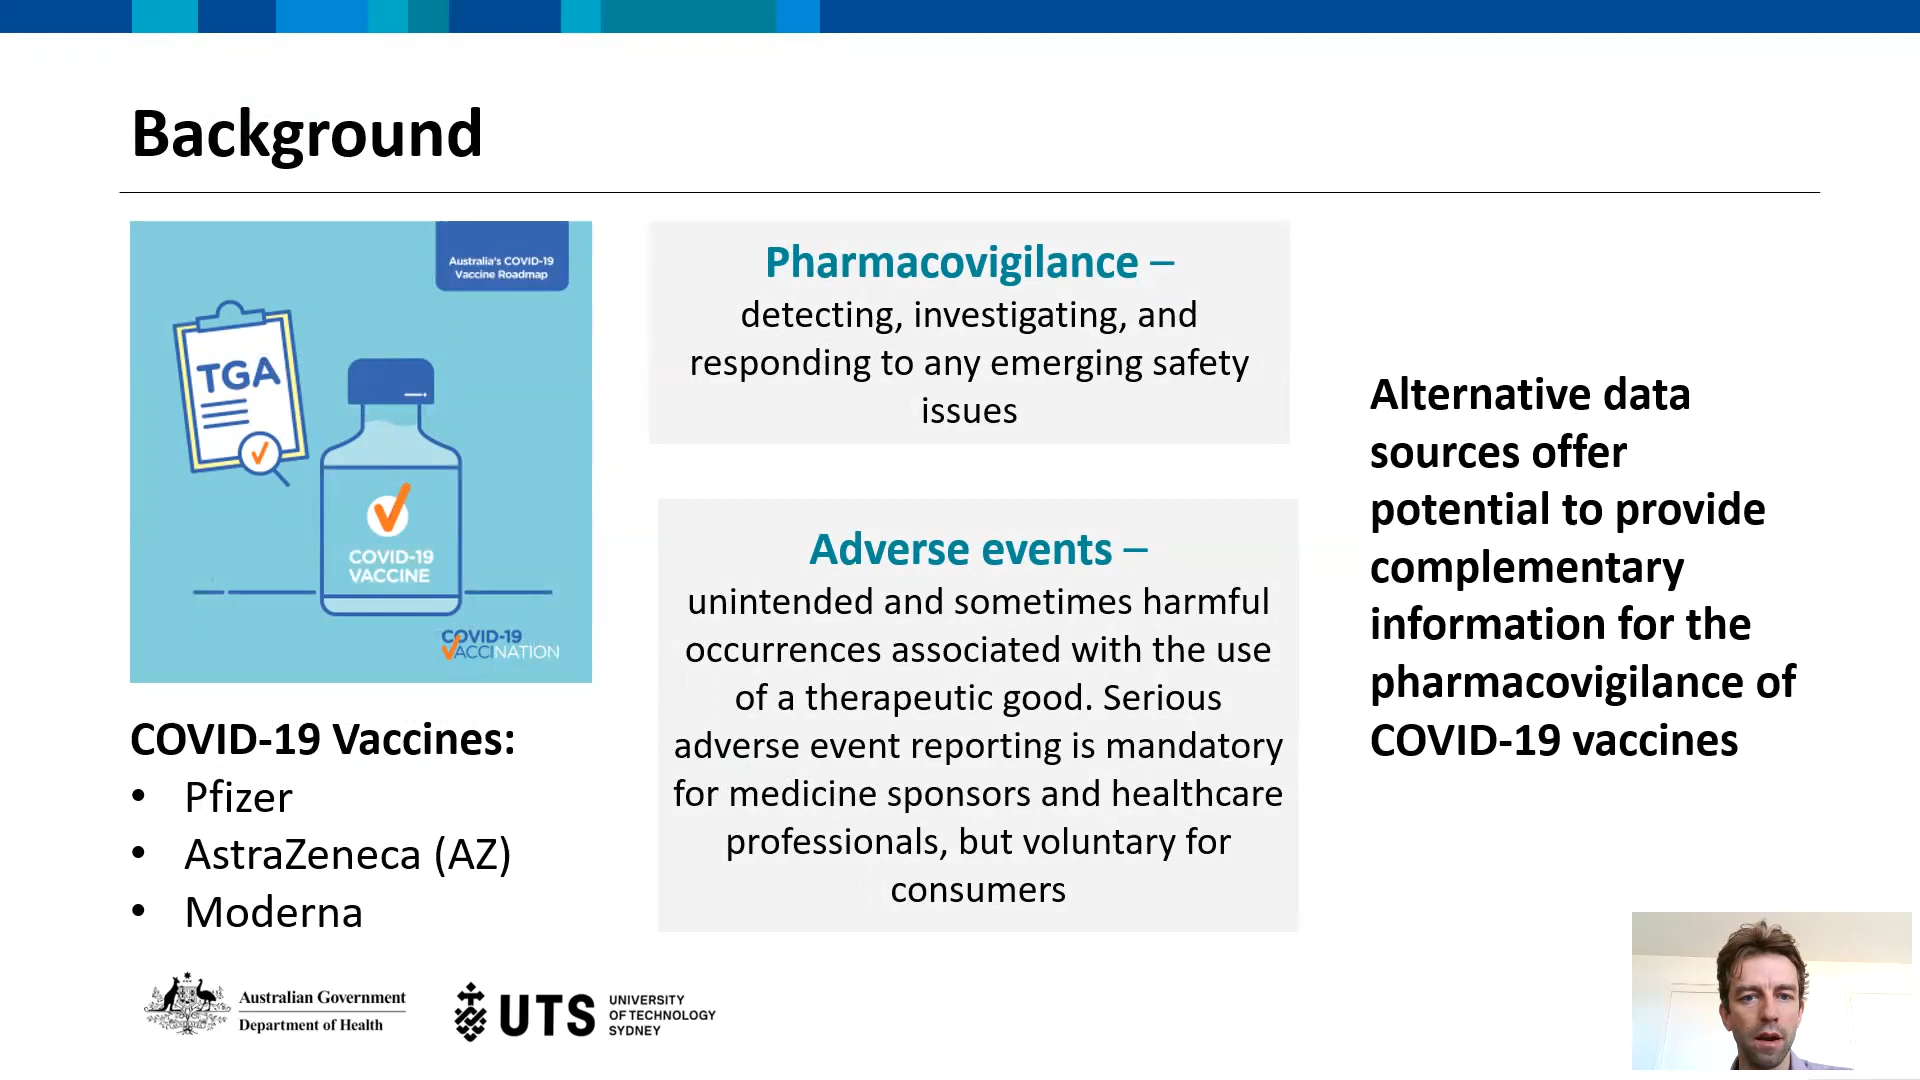 Background
Australia's COVID-19
Vaccine Roadmap
TGA
COVID-19
VACCINE
COVID-19
VACCINATION
COVID-19 Vaccines:
• Pfizer
• AstraZeneca (AZ)
• Moderna
Pharmacovigilance –
detecting, investigating, and
responding to any emerging safety
issues
Adverse events –
unintended and sometimes harmful
occurrences associated with the use
of a therapeutic good. Serious
adverse event reporting is mandatory
for medicine sponsors and healthcare
professionals, but voluntary for
consumers
Alternative data
sources offer
potential to provide
complementary
information for the
pharmacovigilance of
COVID-19 vaccines
Australian Government
Department of Health
UTS
UNIVERSITY
OF TECHNOLOGY
SYDNEY